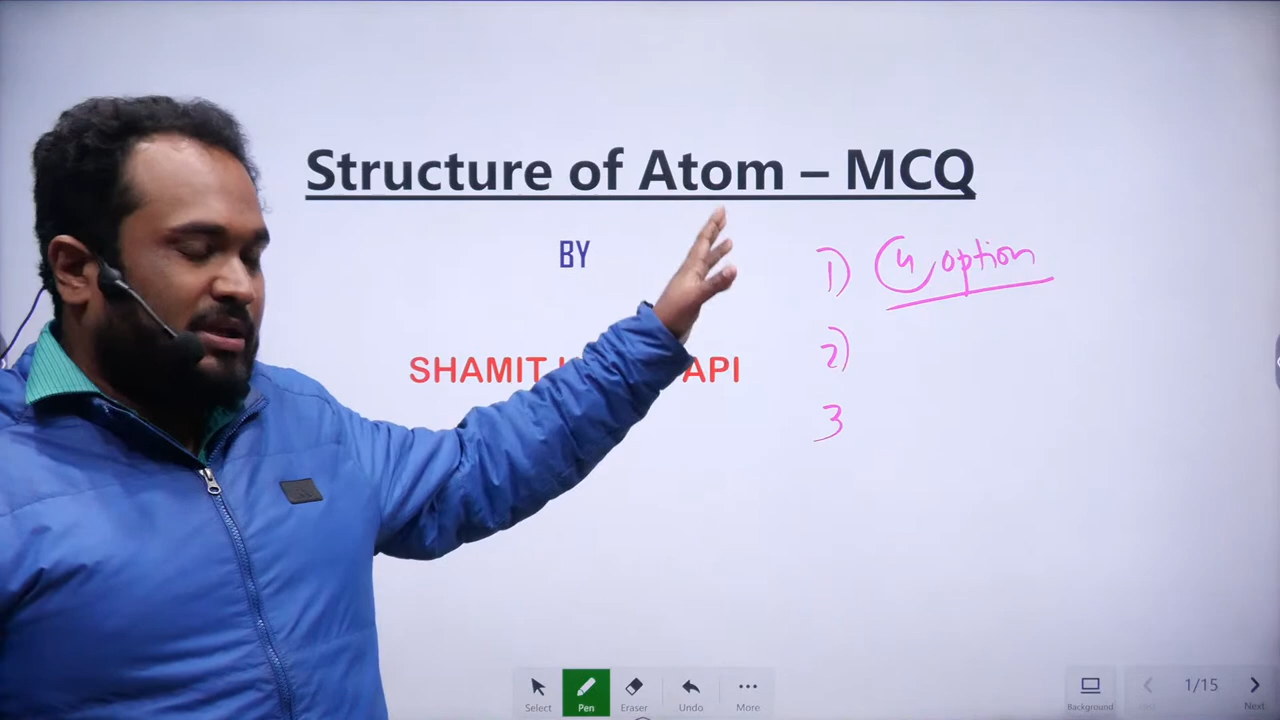 Structure of Atom – MCQ
BY
1) 4 option
SHAMIT
2)
3
Select
Pen
Eraser
Undo
More
Background
1/15
Next